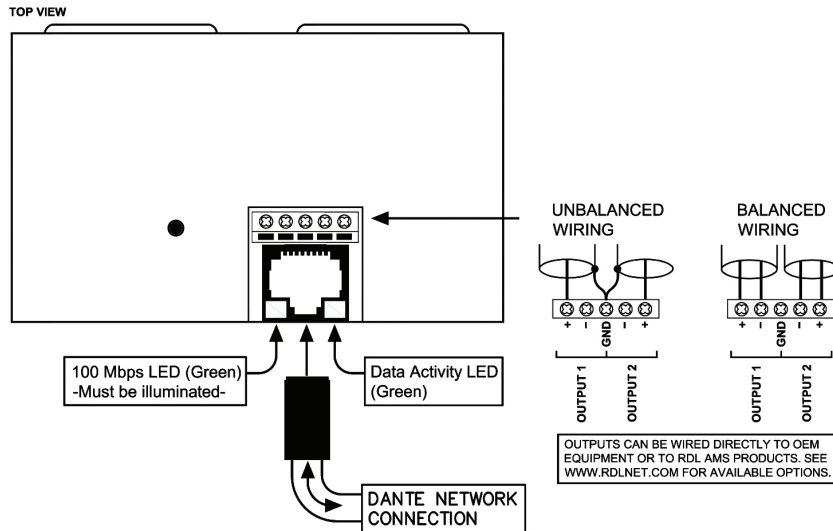 TOP VIEW
UNBALANCED
WIRING
BALANCED
WIRING
+ - GND - +
OUTPUT 1
OUTPUT 2
+ - GND - +
OUTPUT 1
OUTPUT 2
100 Mbps LED (Green)
-Must be illuminated-
Data Activity LED
(Green)
OUTPUTS CAN BE WIRED DIRECTLY TO OEM
EQUIPMENT OR TO RDL AMS PRODUCTS. SEE
WWW.RDLNET.COM FOR AVAILABLE OPTIONS.
DANTE NETWORK
CONNECTION